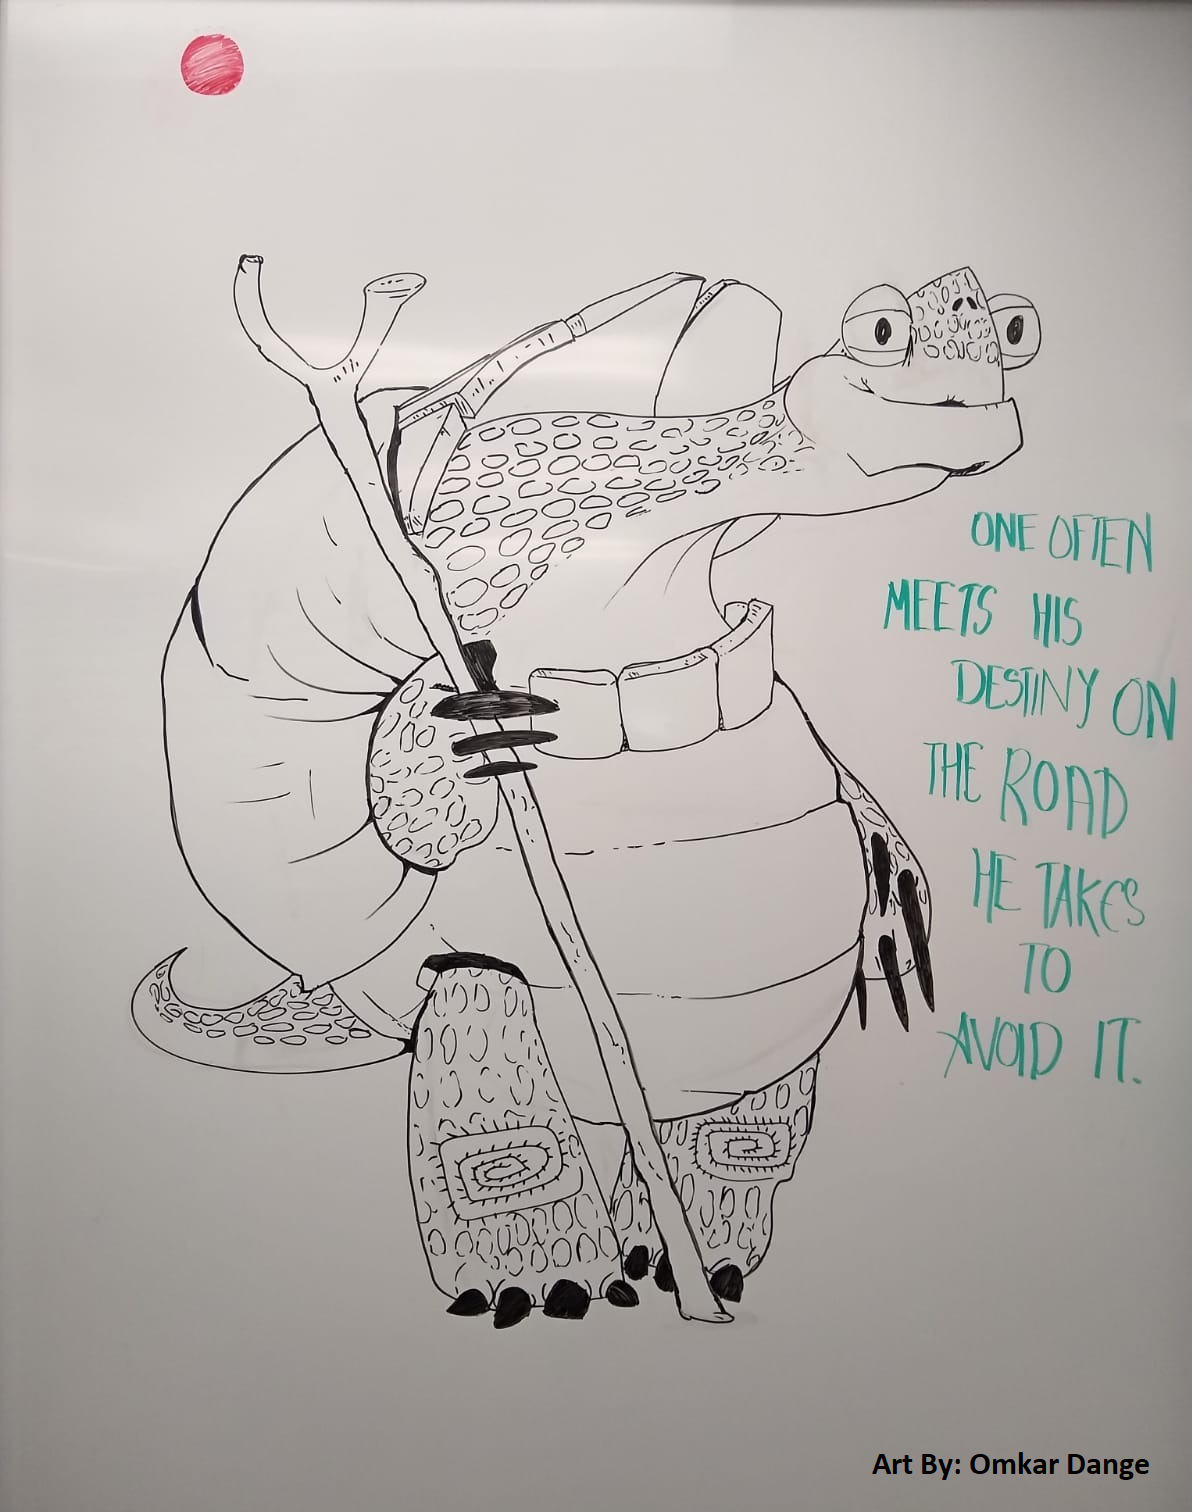 ONE OFTEN
MEETS HIS
DESTINY ON
THE ROAD
HE TAKES
TO
AVOID IT.
Art By: Omkar Dange